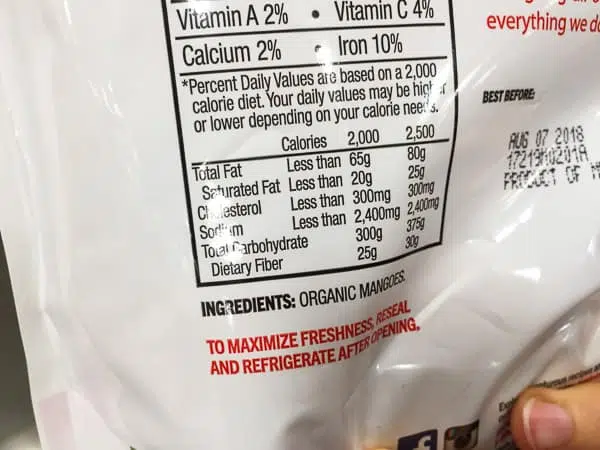 everything we do
Vitamin A 2% • Vitamin C 4%
Calcium 2% • Iron 10%
*Percent Daily Values are based on a 2,000
calorie diet. Your daily values may be higher
or lower depending on your calorie needs.
Calories 2,000 2,500
Total Fat Less than 65g 80g
Saturated Fat Less than 20g 25g
Cholesterol Less than 300mg 300mg
Sodium Less than 2,400mg 2,400mg
Total Carbohydrate 300g 375g
Dietary Fiber 25g 30g
INGREDIENTS: ORGANIC MANGOES.
TO MAXIMIZE FRESHNESS, RESEAL
AND REFRIGERATE AFTER OPENING.
BEST BEFORE:
AUG 07 2018
PRODUCT OF